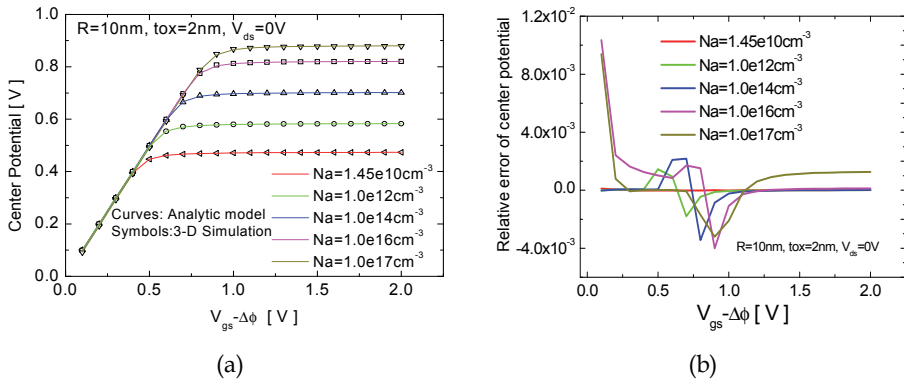 R=10nm, tox=2nm, Vds=0V
1.0
0.8
0.6
0.4
0.2
0.0
Center Potential [ V ]
Na=1.45e10cm-3
Na=1.0e12cm-3
Na=1.0e14cm-3
Na=1.0e16cm-3
Na=1.0e17cm-3
Curves: Analytic model
Symbols:3-D Simulation
0.0 0.5 1.0 1.5 2.0
Vgs-Δϕ [ V ]
(a)
1.2x10-2
8.0x10-3
4.0x10-3
0.0
-4.0x10-3
Relative error of center potential
Na=1.45e10cm-3
Na=1.0e12cm-3
Na=1.0e14cm-3
Na=1.0e16cm-3
Na=1.0e17cm-3
R=10nm, tox=2nm, Vds=0V
0.0 0.5 1.0 1.5 2.0
Vgs-Δϕ [ V ]
(b)